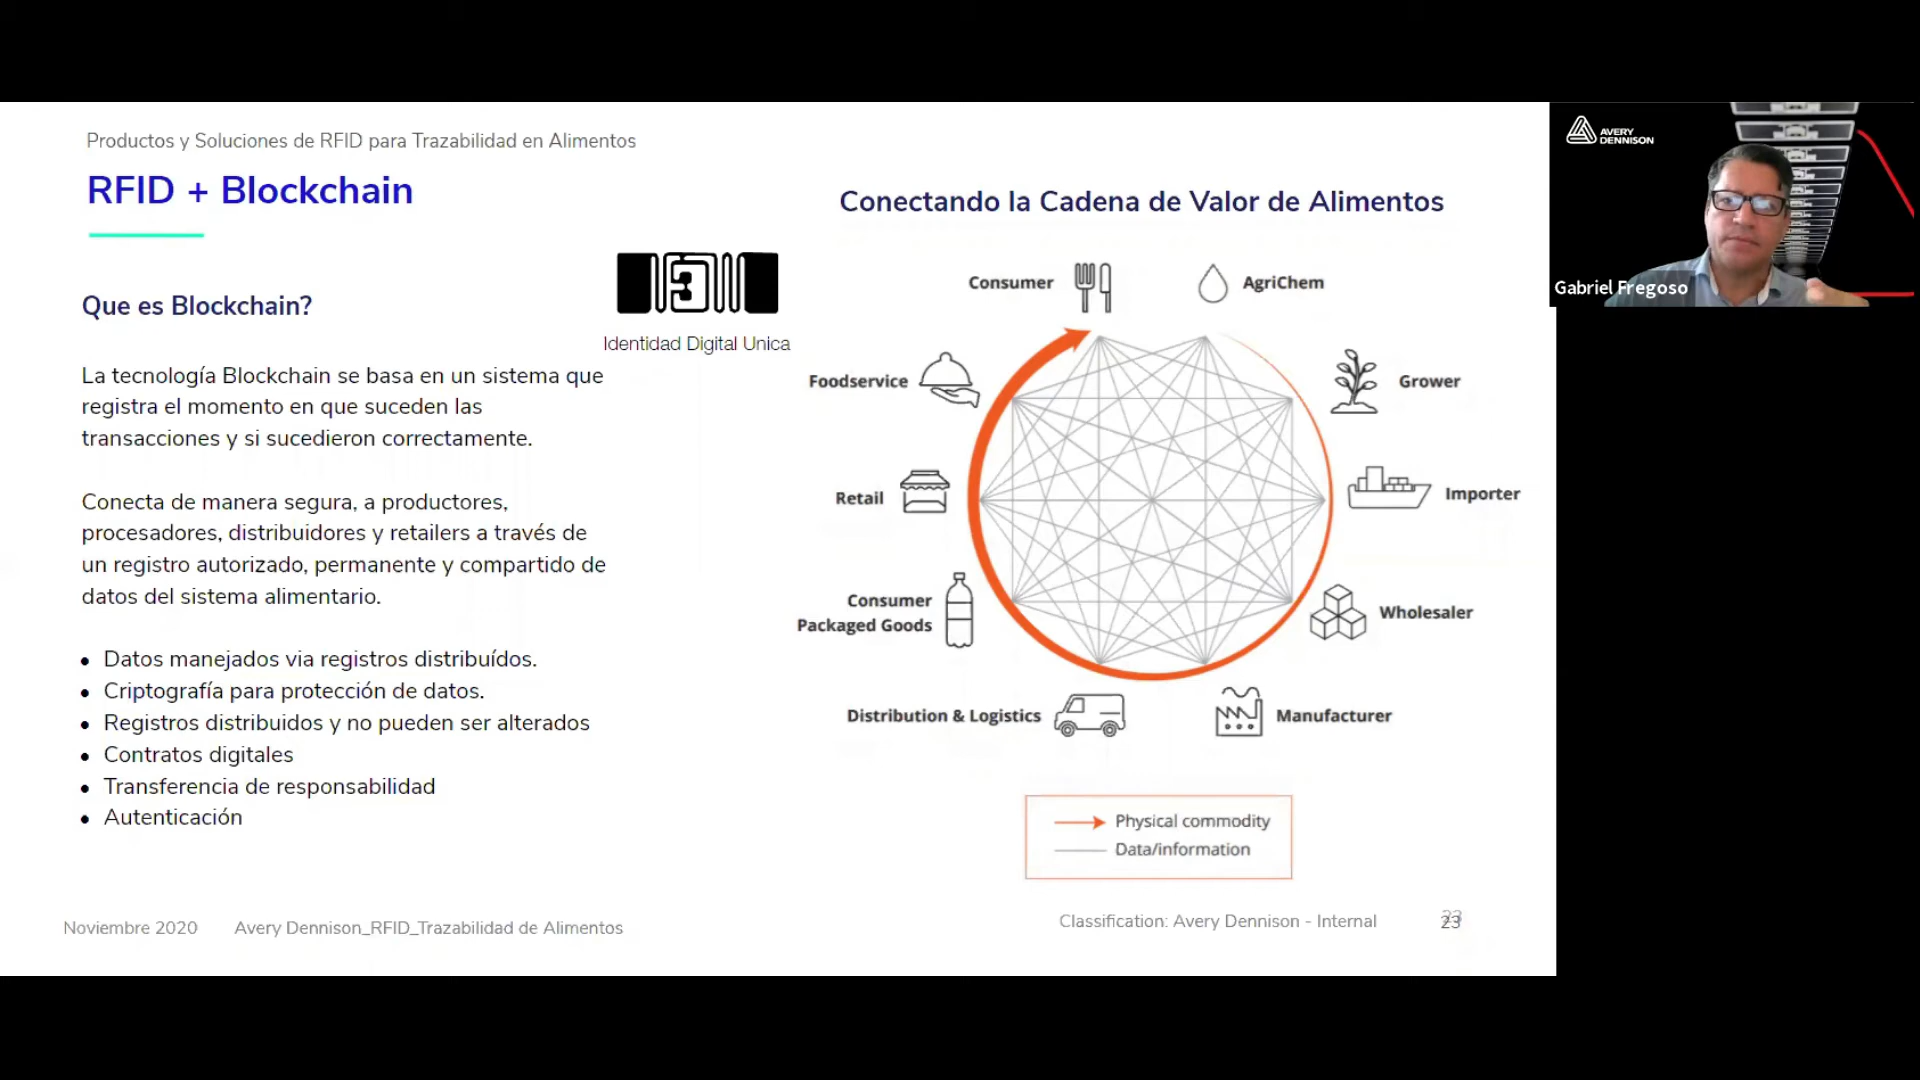 Productos y Soluciones de RFID para Trazabilidad en Alimentos
RFID + Blockchain
Que es Blockchain?
La tecnología Blockchain se basa en un sistema que
registra el momento en que suceden las
transacciones y si sucedieron correctamente.
Conecta de manera segura, a productores,
procesadores, distribuidores y retailers a través de
un registro autorizado, permanente y compartido de
datos del sistema alimentario.
Datos manejados via registros distribuídos.
Criptografía para protección de datos.
Registros distribuidos y no pueden ser alterados
Contratos digitales
Transferencia de responsabilidad
Autenticación
Identidad Digital Unica
Conectando la Cadena de Valor de Alimentos
Consumer
AgriChem
Foodservice
Grower
Retail
Importer
Consumer
Packaged Goods
Wholesaler
Distribution & Logistics
Manufacturer
Physical commodity
Data/information
Noviembre 2020
Avery Dennison_RFID_Trazabilidad de Alimentos
Classification: Avery Dennison - Internal
23
AVERY
DENNISON
Gabriel Fregoso